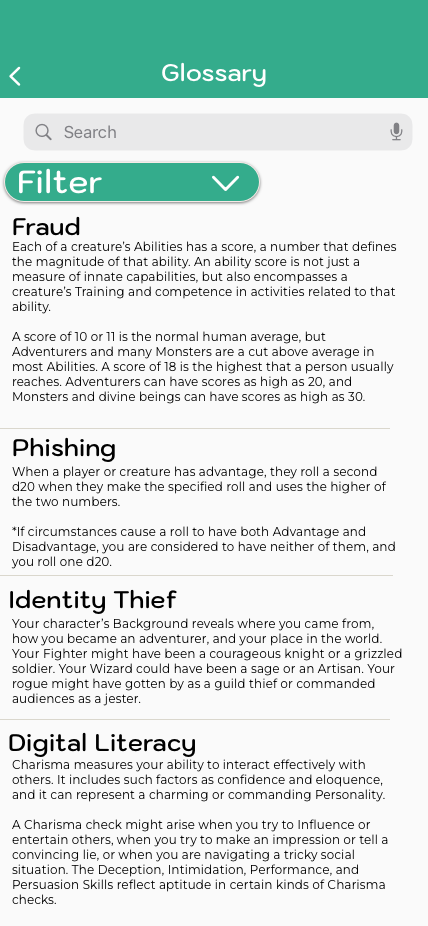 Glossary
Search
Filter
Fraud
Each of a creature's Abilities has a score, a number that defines
the magnitude of that ability. An ability score is not just a
measure of innate capabilities, but also encompasses a
creature's Training and competence in activities related to that
ability.
A score of 10 or 11 is the normal human average, but
Adventurers and many Monsters are a cut above average in
most Abilities. A score of 18 is the highest that a person usually
reaches. Adventurers can have scores as high as 20, and
Monsters and divine beings can have scores as high as 30.
Phishing
When a player or creature has advantage, they roll a second
d20 when they make the specified roll and uses the higher of
the two numbers.
*If circumstances cause a roll to have both Advantage and
Disadvantage, you are considered to have neither of them, and
you roll one d20.
Identity Thief
Your character's Background reveals where you came from,
how you became an adventurer, and your place in the world.
Your Fighter might have been a courageous knight or a grizzled
soldier. Your Wizard could have been a sage or an Artisan. Your
rogue might have gotten by as a guild thief or commanded
audiences as a jester.
Digital Literacy
Charisma measures your ability to interact effectively with
others. It includes such factors as confidence and eloquence,
and it can represent a charming or commanding Personality.
A Charisma check might arise when you try to Influence or
entertain others, when you try to make an impression or tell a
convincing lie, or when you are navigating a tricky social
situation. The Deception, Intimidation, Performance, and
Persuasion Skills reflect aptitude in certain kinds of Charisma
checks.